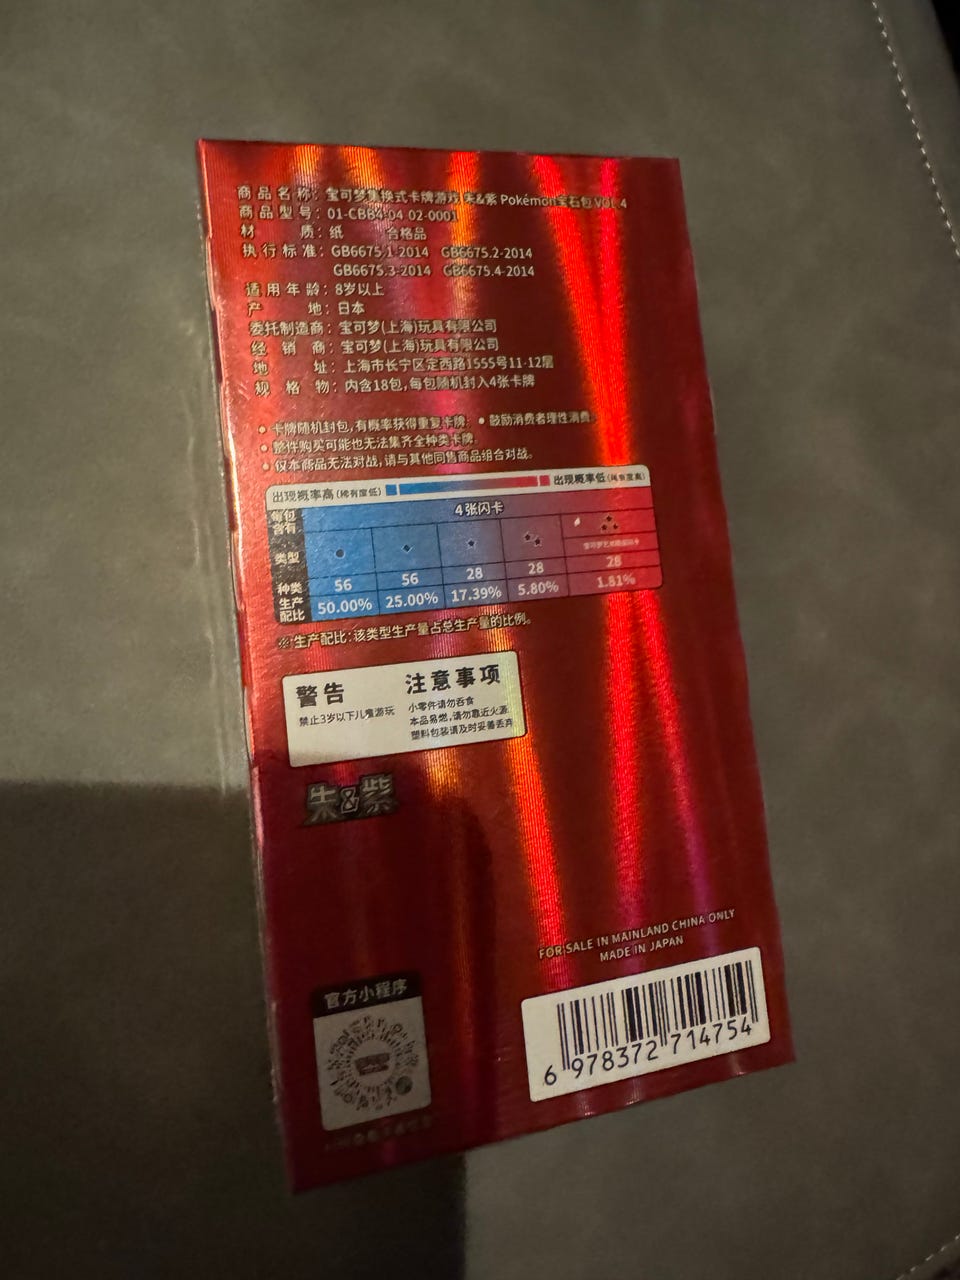 商品名称：宝可梦集换式卡牌游戏 朱&紫 Pokémon宝石包 VOL 4
商品型号：01-CBB4-04 02-0001
材 质：纸 合格品
执行标准：GB6675.1-2014 GB6675.2-2014
GB6675.3-2014 GB6675.4-2014
适用年龄：8岁以上
产 地：日本
委托制造商：宝可梦(上海)玩具有限公司
经 销 商：宝可梦(上海)玩具有限公司
地 址：上海市长宁区定西路1555号11-12层
规 格 物：内含18包，每包随机封入4张卡牌
• 卡牌随机封包，有概率获得重复卡牌。 • 鼓励消费者理性消费。
• 整件购买可能也无法集齐全种类卡牌。
• 仅本商品无法对战，请与其他同售商品组合对战。
出现概率高(稀有度低) 出现概率低(稀有度高)
每包含有 4张闪卡
类型 ● ◆ ★ ★★ ★★★
种类 56 56 28 28 28
生产配比 50.00% 25.00% 17.39% 5.80% 1.81%
※生产配比：该类型生产量占总生产量的比例。
警告 注意事项
禁止3岁以下儿童游玩 小零件请勿吞食
本品易燃，请勿靠近火源
塑料包装请及时妥善丢弃
朱&紫
FOR SALE IN MAINLAND CHINA ONLY
MADE IN JAPAN
官方小程序
6 978372 714754